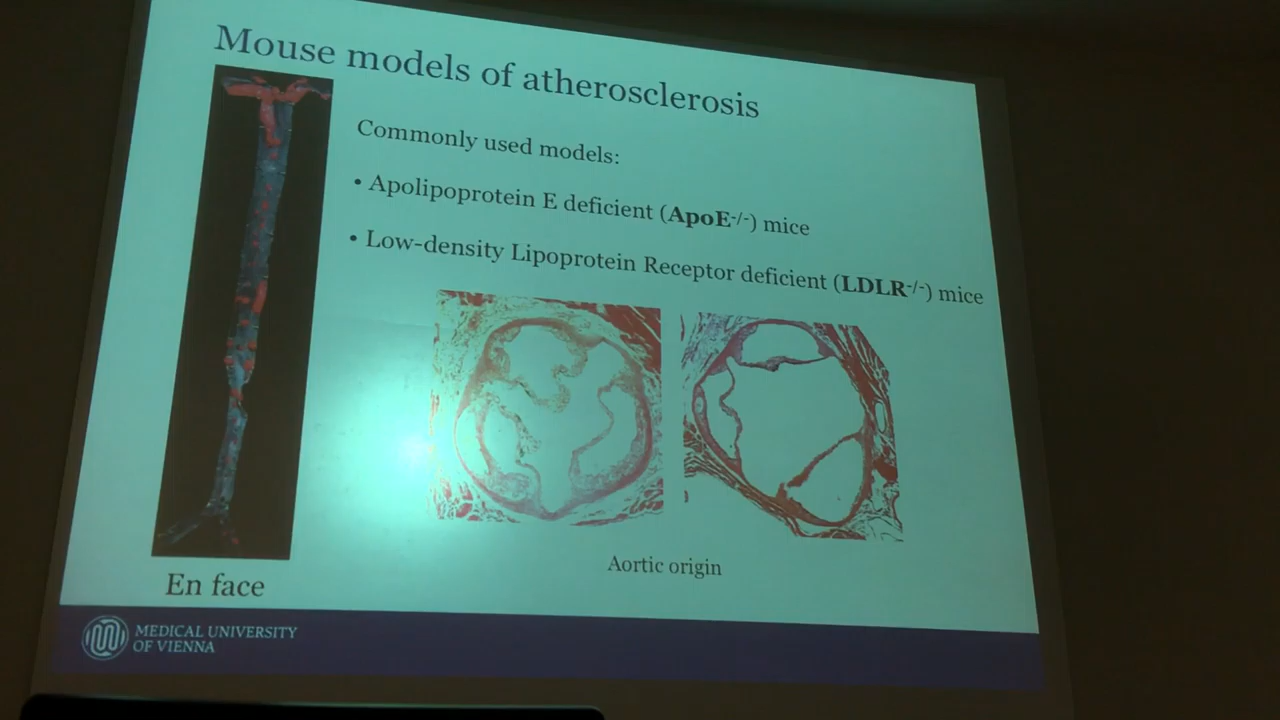 Mouse models of atherosclerosis
Commonly used models:
• Apolipoprotein E deficient (ApoE-/-) mice
• Low-density Lipoprotein Receptor deficient (LDLR-/-) mice
Aortic origin
En face
MEDICAL UNIVERSITY
OF VIENNA